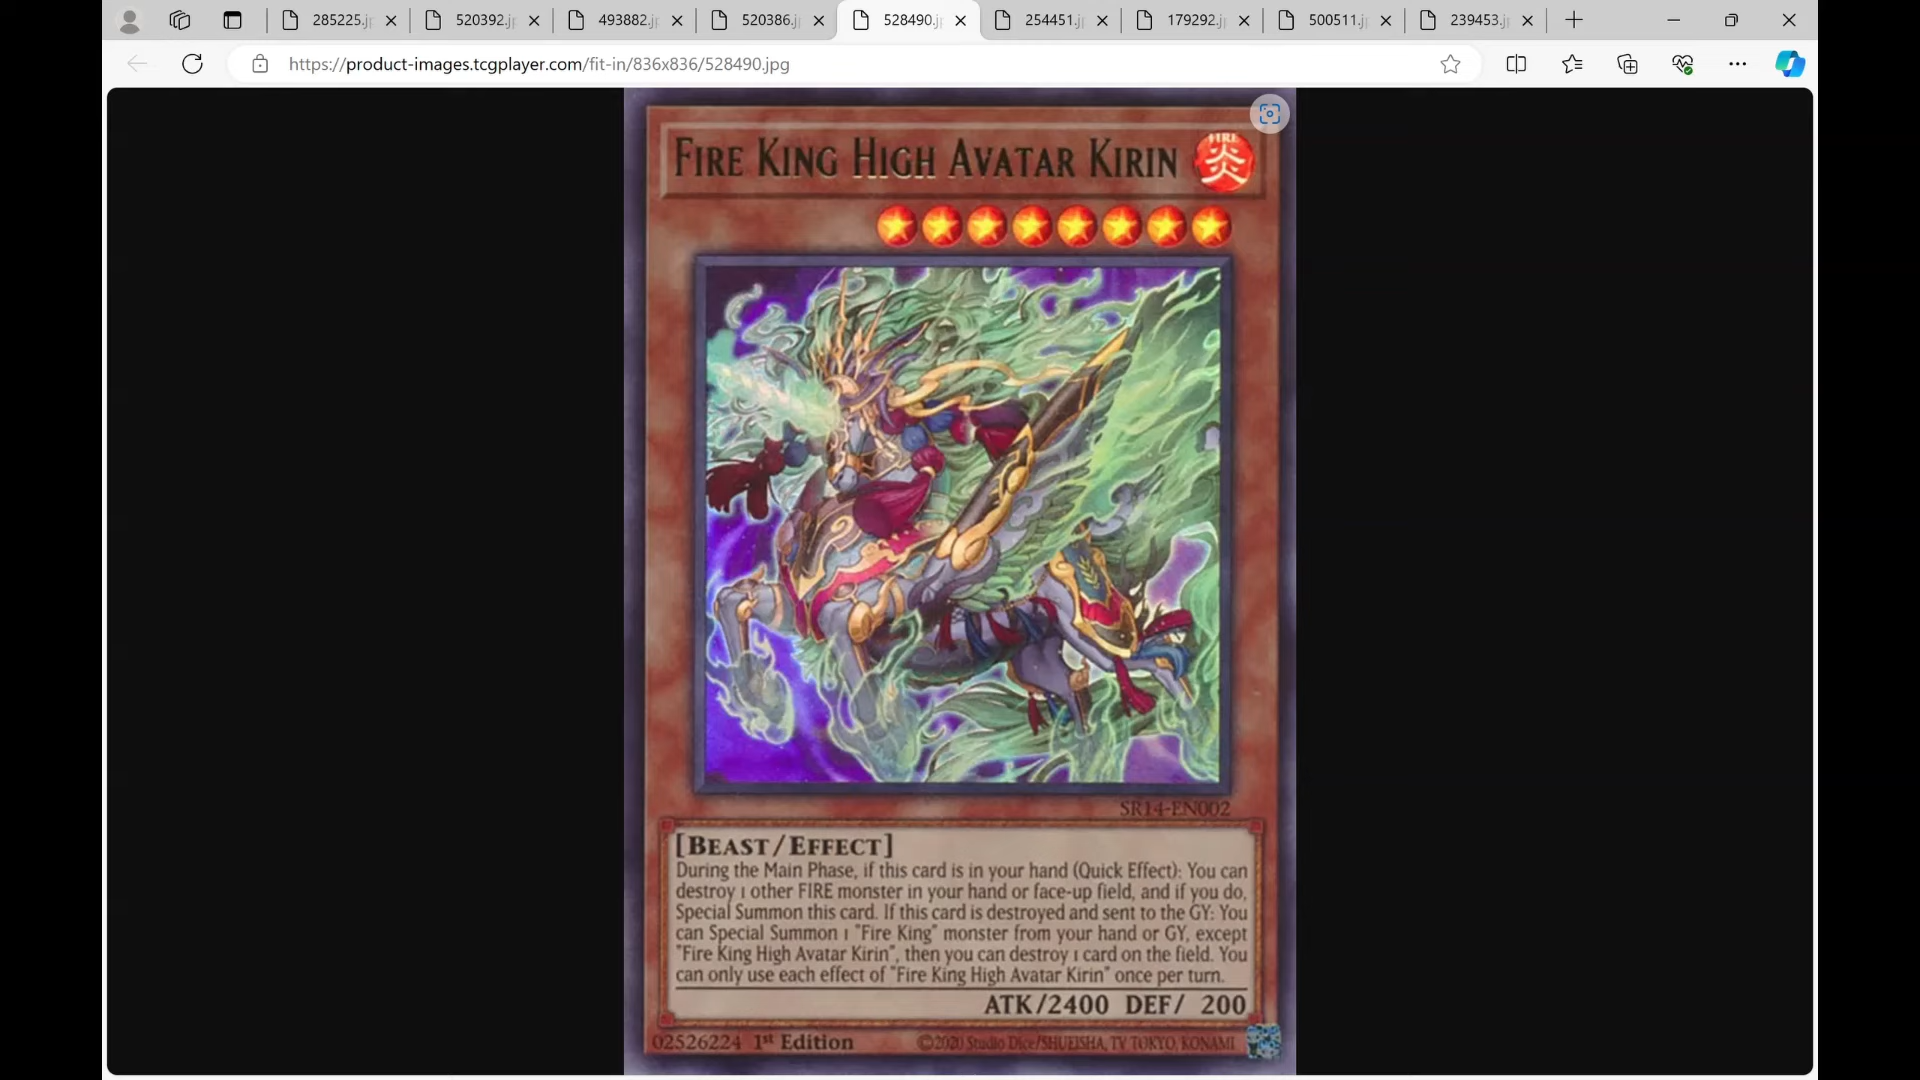 285225.j
520392.j
493882.j
520386.j
528490.j
254451.j
179292.j
500511.j
239453.j
https://product-images.tcgplayer.com/fit-in/836x836/528490.jpg
FIRE KING HIGH AVATAR KIRIN
FIRE
炎
SR14-EN002
[BEAST/EFFECT]
During the Main Phase, if this card is in your hand (Quick Effect): You can
destroy 1 other FIRE monster in your hand or face-up field, and if you do,
Special Summon this card. If this card is destroyed and sent to the GY: You
can Special Summon 1 "Fire King" monster from your hand or GY, except
"Fire King High Avatar Kirin", then you can destroy 1 card on the field. You
can only use each effect of "Fire King High Avatar Kirin" once per turn.
ATK/2400 DEF/ 200
02526224 1st Edition ©2020 Studio Dice/SHUEISHA, TV TOKYO, KONAMI